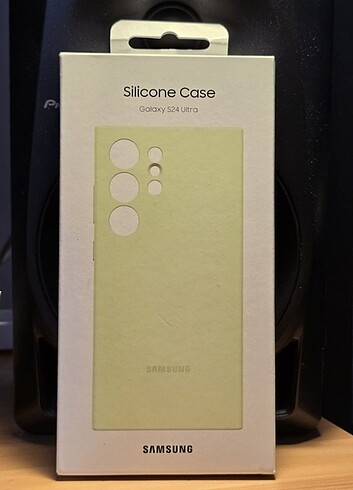 Silicone Case
Galaxy S24 Ultra
SAMSUNG
SAMSUNG